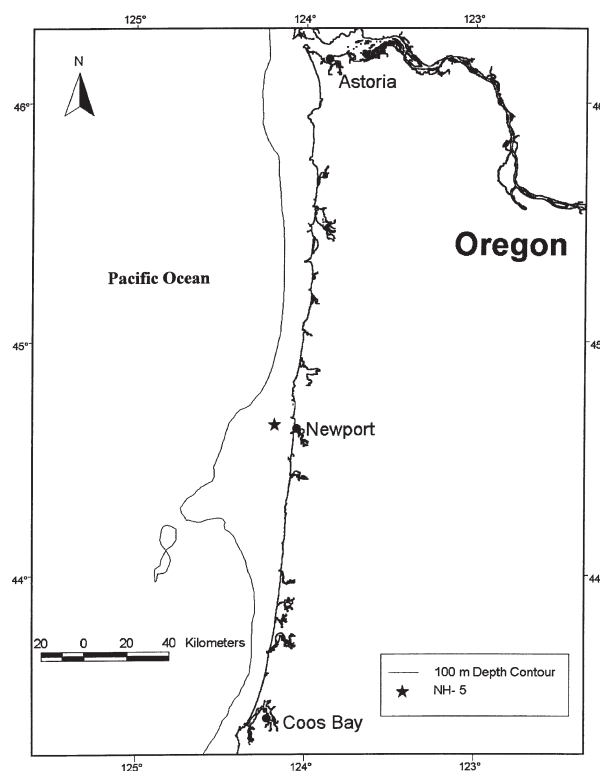 125°
124°
123°
N
Astoria
46°
46
Oregon
Pacific Ocean
45°
45
Newport
44°
44
20 0 20 40 Kilometers
100 m Depth Contour
NH- 5
Coos Bay
125°
124°
123°